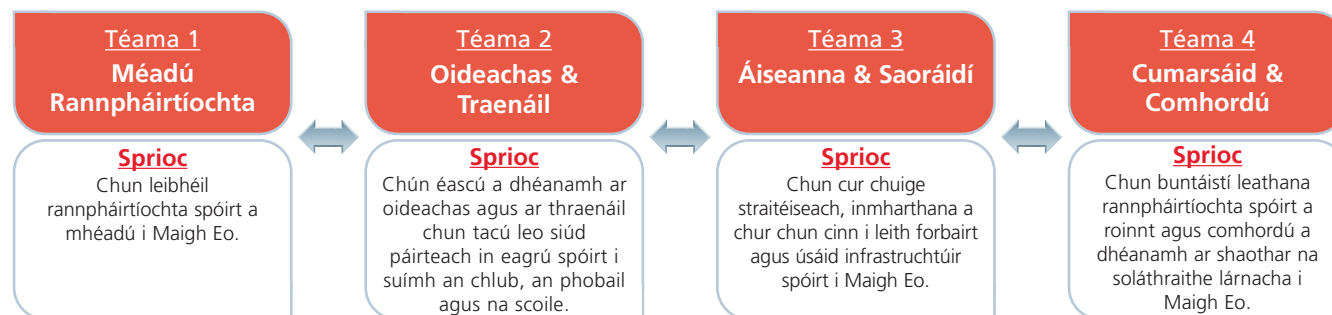 Téama 1
Méadú
Rannpháirtíochta
Sprioc
Chun leibhéil
rannpháirtíochta spóirt a
mhéadú i Maigh Eo.
Téama 2
Oideachas &
Traenáil
Sprioc
Chún éascú a dhéanamh ar
oideachas agus ar thraenáil
chun tacú leo siúd
páirteach in eagrú spóirt i
suímh an chlub, an phobail
agus na scoile.
Téama 3
Áiseanna & Saoráidí
Sprioc
Chun cur chuige
straitéiseach, inmharthana a
chur chun cinn i leith forbairt
agus úsáid infrastruchtúir
spóirt i Maigh Eo.
Téama 4
Cumarsáid &
Comhordú
Sprioc
Chun buntáistí leathana
rannpháirtíochta spóirt a
roinnt agus comhordú a
dhéanamh ar shaothar na
soláthraithe lárnacha i
Maigh Eo.